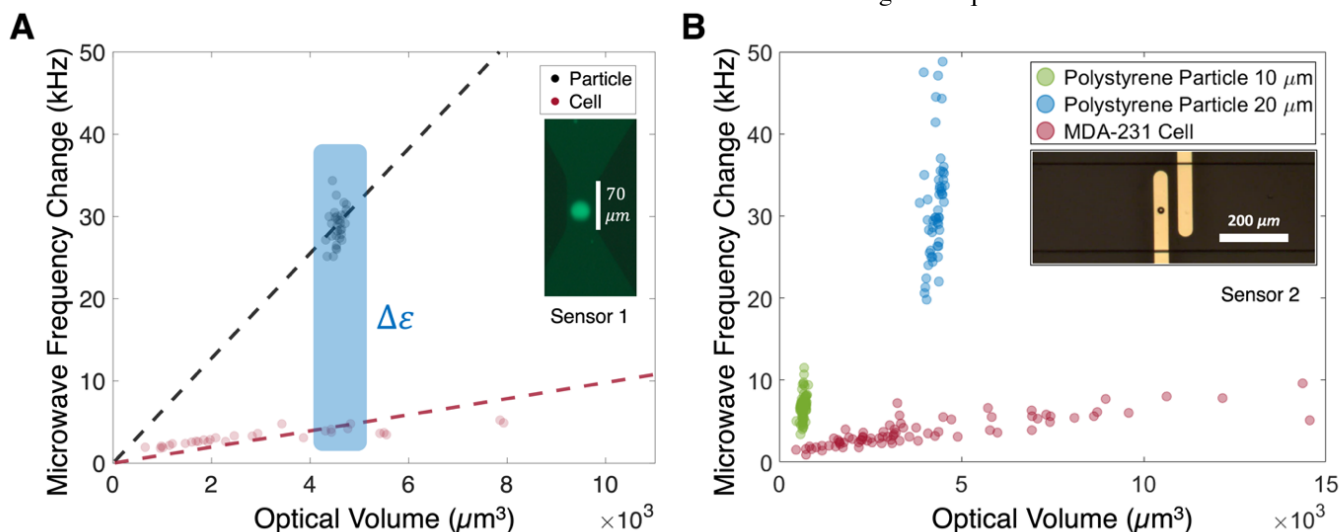 A
Microwave Frequency Change (kHz)
50
40
30
20
10
0
0
2
4
6
8
10
×10³
Optical Volume (μm³)
Particle
Cell
70
μm
Sensor 1
Δε
B
Microwave Frequency Change (kHz)
50
40
30
20
10
0
0
5
10
15
×10³
Optical Volume (μm³)
Polystyrene Particle 10 μm
Polystyrene Particle 20 μm
MDA-231 Cell
200 μm
Sensor 2